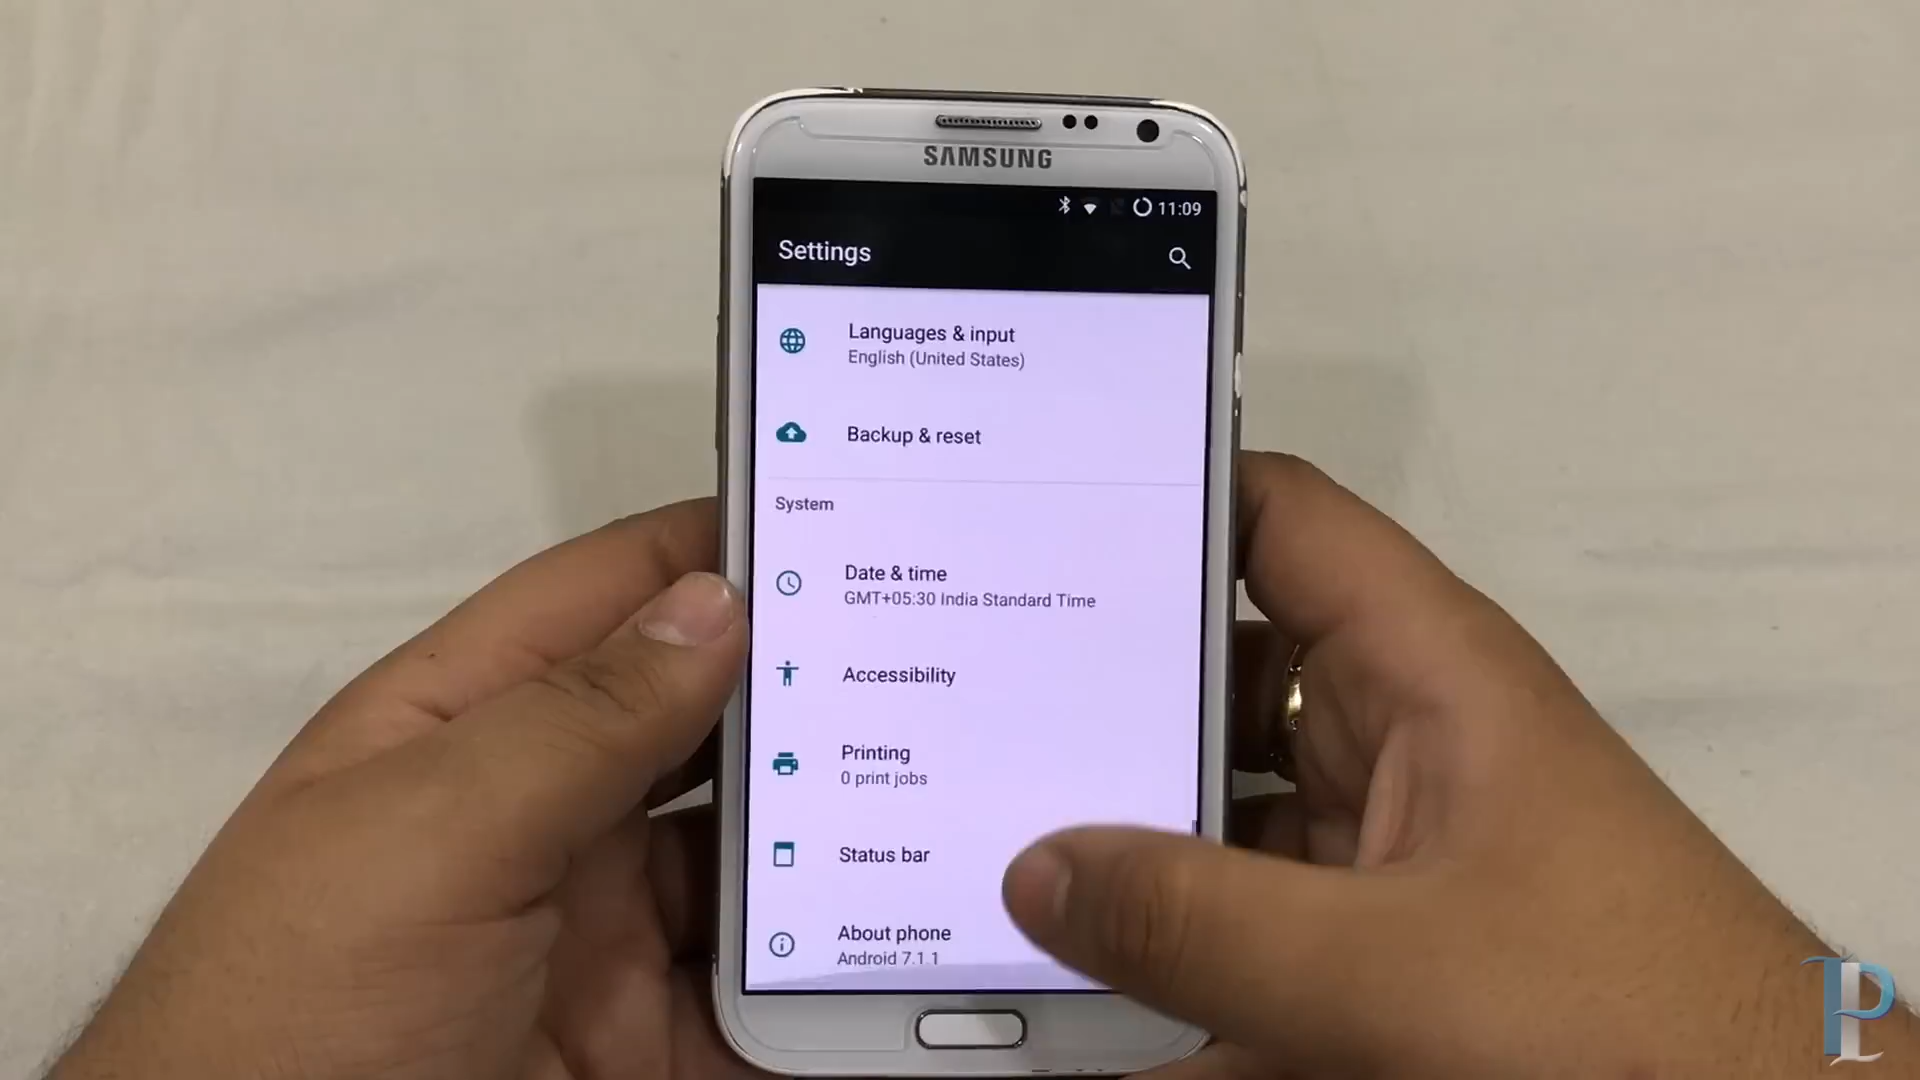 SAMSUNG
11:09
Settings
Languages & input
English (United States)
Backup & reset
System
Date & time
GMT+05:30 India Standard Time
Accessibility
Printing
0 print jobs
Status bar
About phone
Android 7.1.1